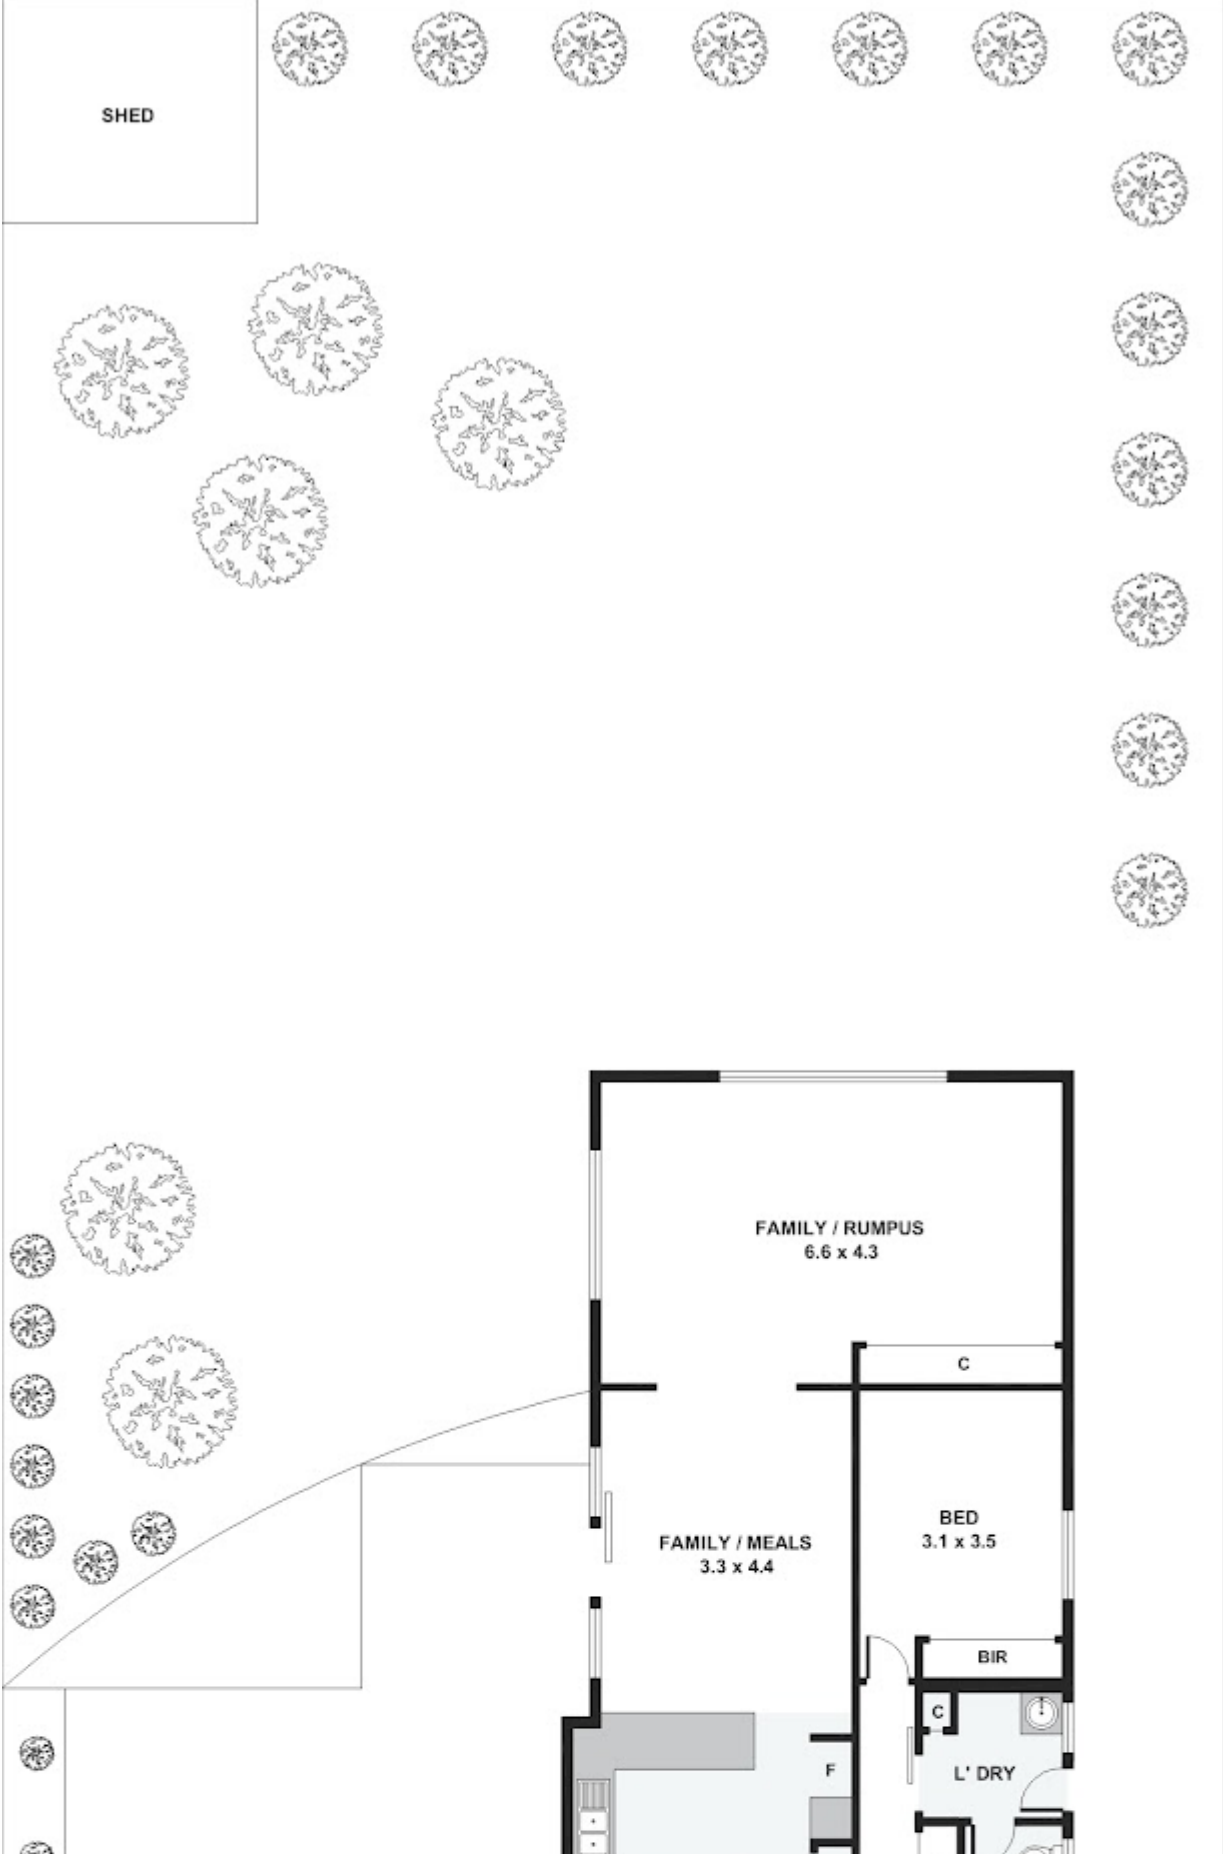 SHED
FAMILY / RUMPUS
6.6 x 4.3
C
BED
3.1 x 3.5
FAMILY / MEALS
3.3 x 4.4
BIR
C
F
L' DRY